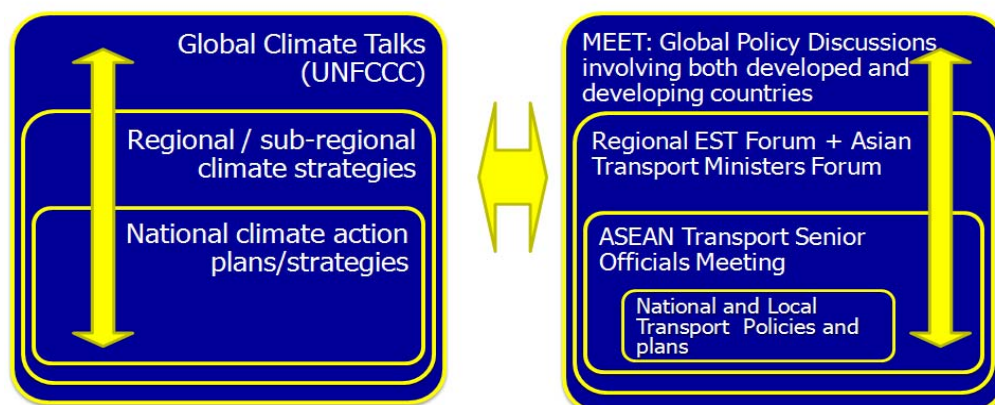 Global Climate Talks
(UNFCCC)
Regional / sub-regional
climate strategies
National climate action
plans/strategies
MEET: Global Policy Discussions
involving both developed and
developing countries
Regional EST Forum + Asian
Transport Ministers Forum
ASEAN Transport Senior
Officials Meeting
National and Local
Transport Policies and
plans